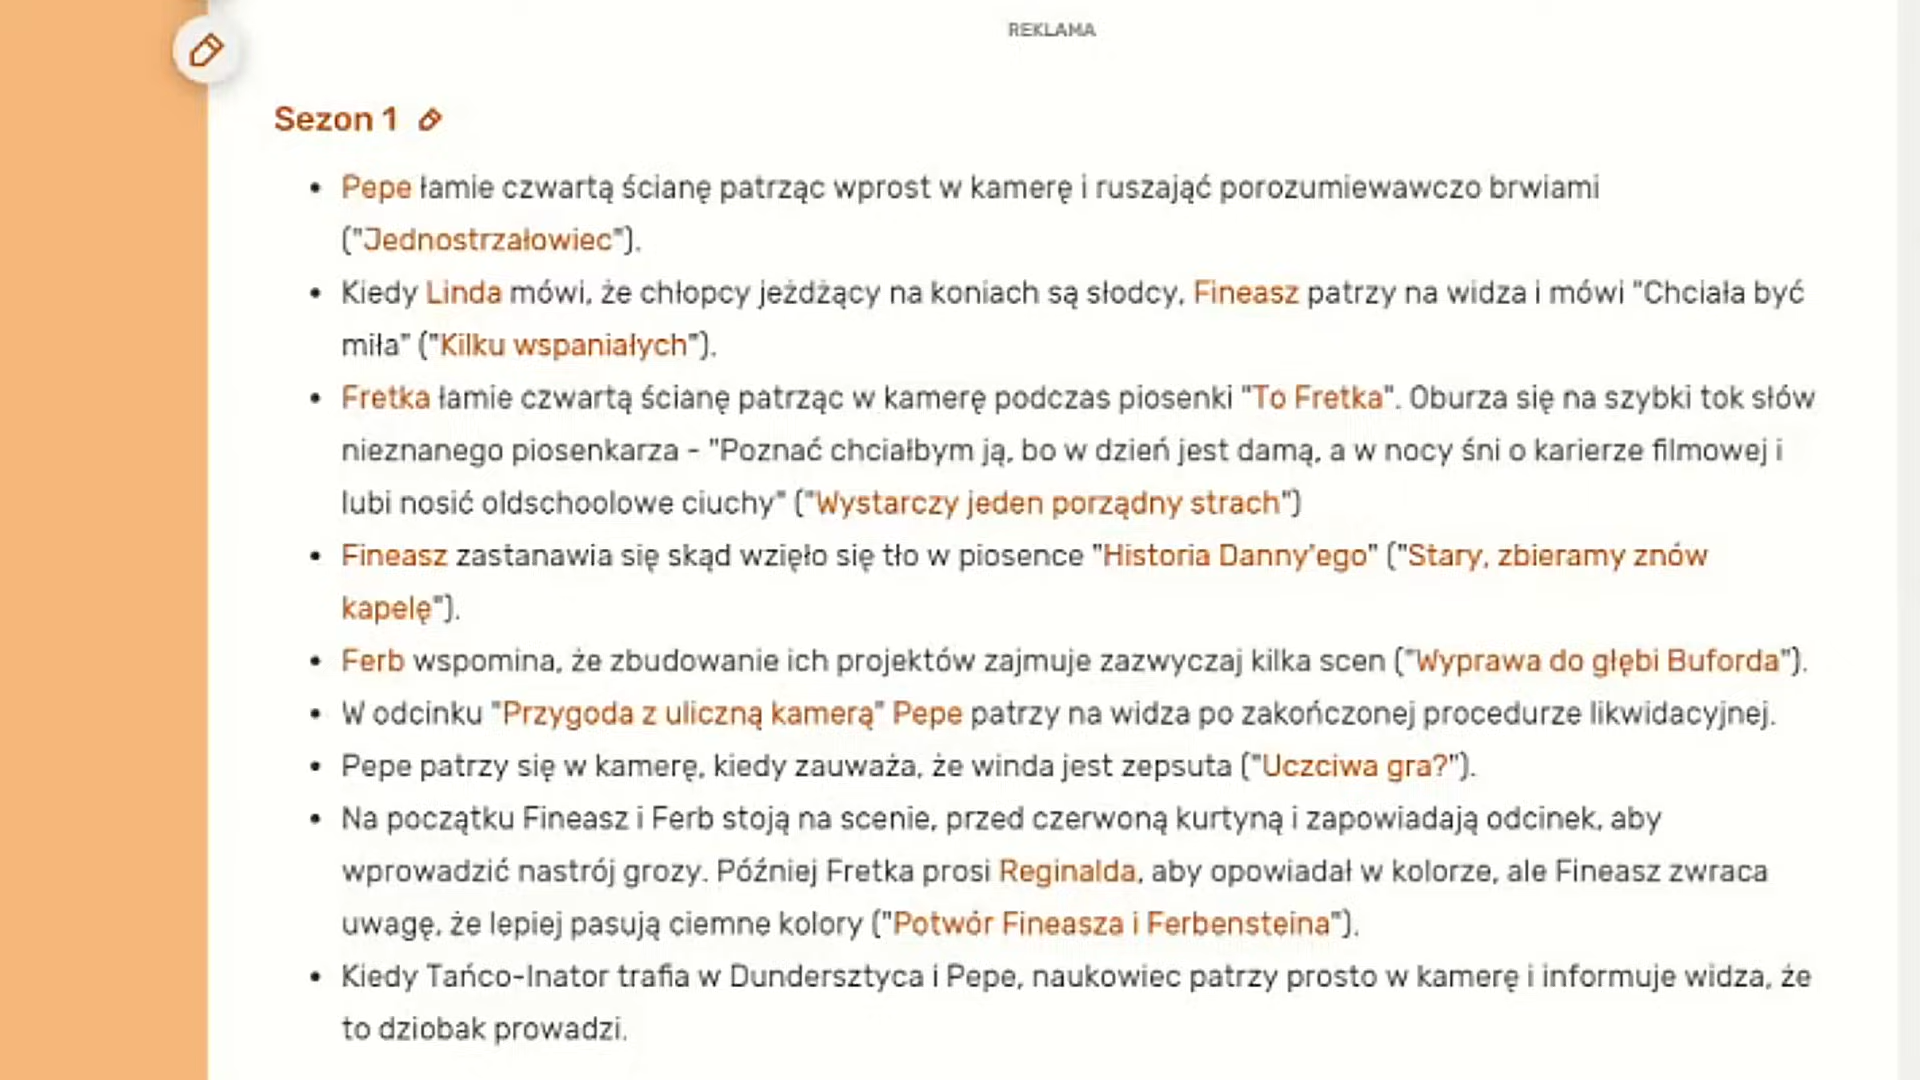 REKLAMA
Sezon 1
Pepe łamie czwartą ścianę patrząc wprost w kamerę i ruszająć porozumiewawczo brwiami
("Jednostrzałowiec").
Kiedy Linda mówi, że chłopcy jeżdżący na koniach są słodcy, Fineasz patrzy na widza i mówi "Chciała być
miła" ("Kilku wspaniałych").
Fretka łamie czwartą ścianę patrząc w kamerę podczas piosenki "To Fretka". Oburza się na szybki tok słów
nieznanego piosenkarza - "Poznać chciałbym ją, bo w dzień jest damą, a w nocy śni o karierze filmowej i
lubi nosić oldschoolowe ciuchy" ("Wystarczy jeden porządny strach")
Fineasz zastanawia się skąd wzięło się tło w piosence "Historia Danny'ego" ("Stary, zbieramy znów
kapelę").
Ferb wspomina, że zbudowanie ich projektów zajmuje zazwyczaj kilka scen ("Wyprawa do głębi Buforda").
W odcinku "Przygoda z uliczną kamerą" Pepe patrzy na widza po zakończonej procedurze likwidacyjnej.
Pepe patrzy się w kamerę, kiedy zauważa, że winda jest zepsuta ("Uczciwa gra?").
Na początku Fineasz i Ferb stoją na scenie, przed czerwoną kurtyną i zapowiadają odcinek, aby
wprowadzić nastrój grozy. Później Fretka prosi Reginalda, aby opowiadał w kolorze, ale Fineasz zwraca
uwagę, że lepiej pasują ciemne kolory ("Potwór Fineasza i Ferbensteina").
Kiedy Tańco-Inator trafia w Dundersztyca i Pepe, naukowiec patrzy prosto w kamerę i informuje widza, że
to dziobak prowadzi.